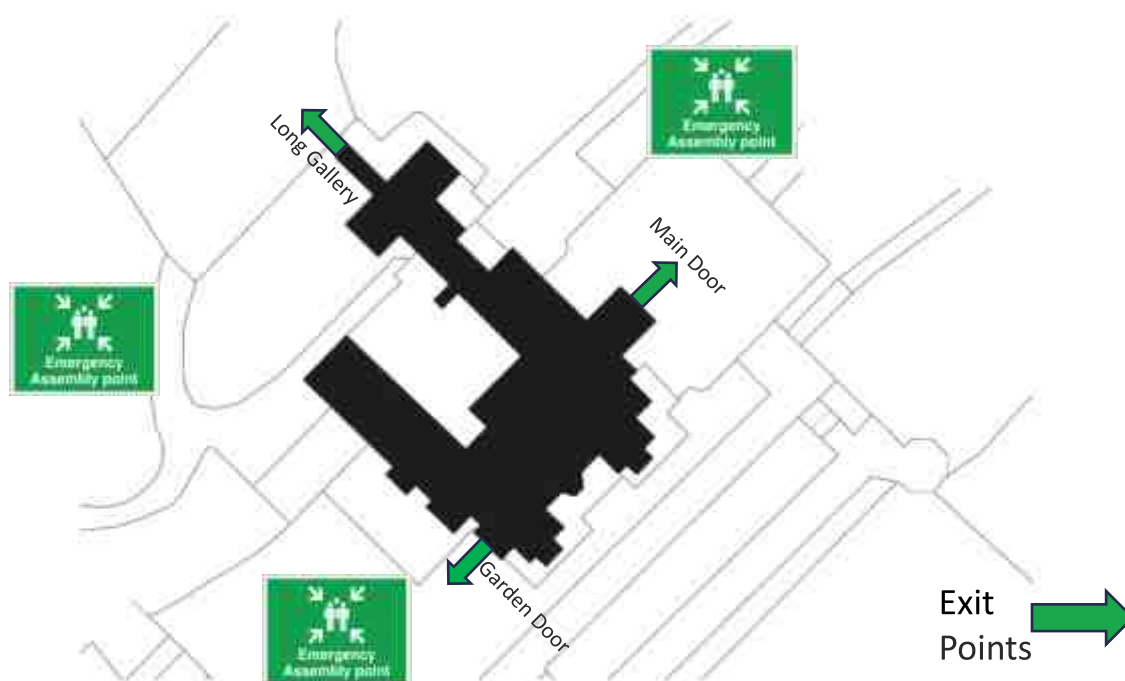 Emergency
Assembly point
Long Gallery
Main Door
Emergency
Assembly point
Garden Door
Emergency
Assembly point
Exit
Points